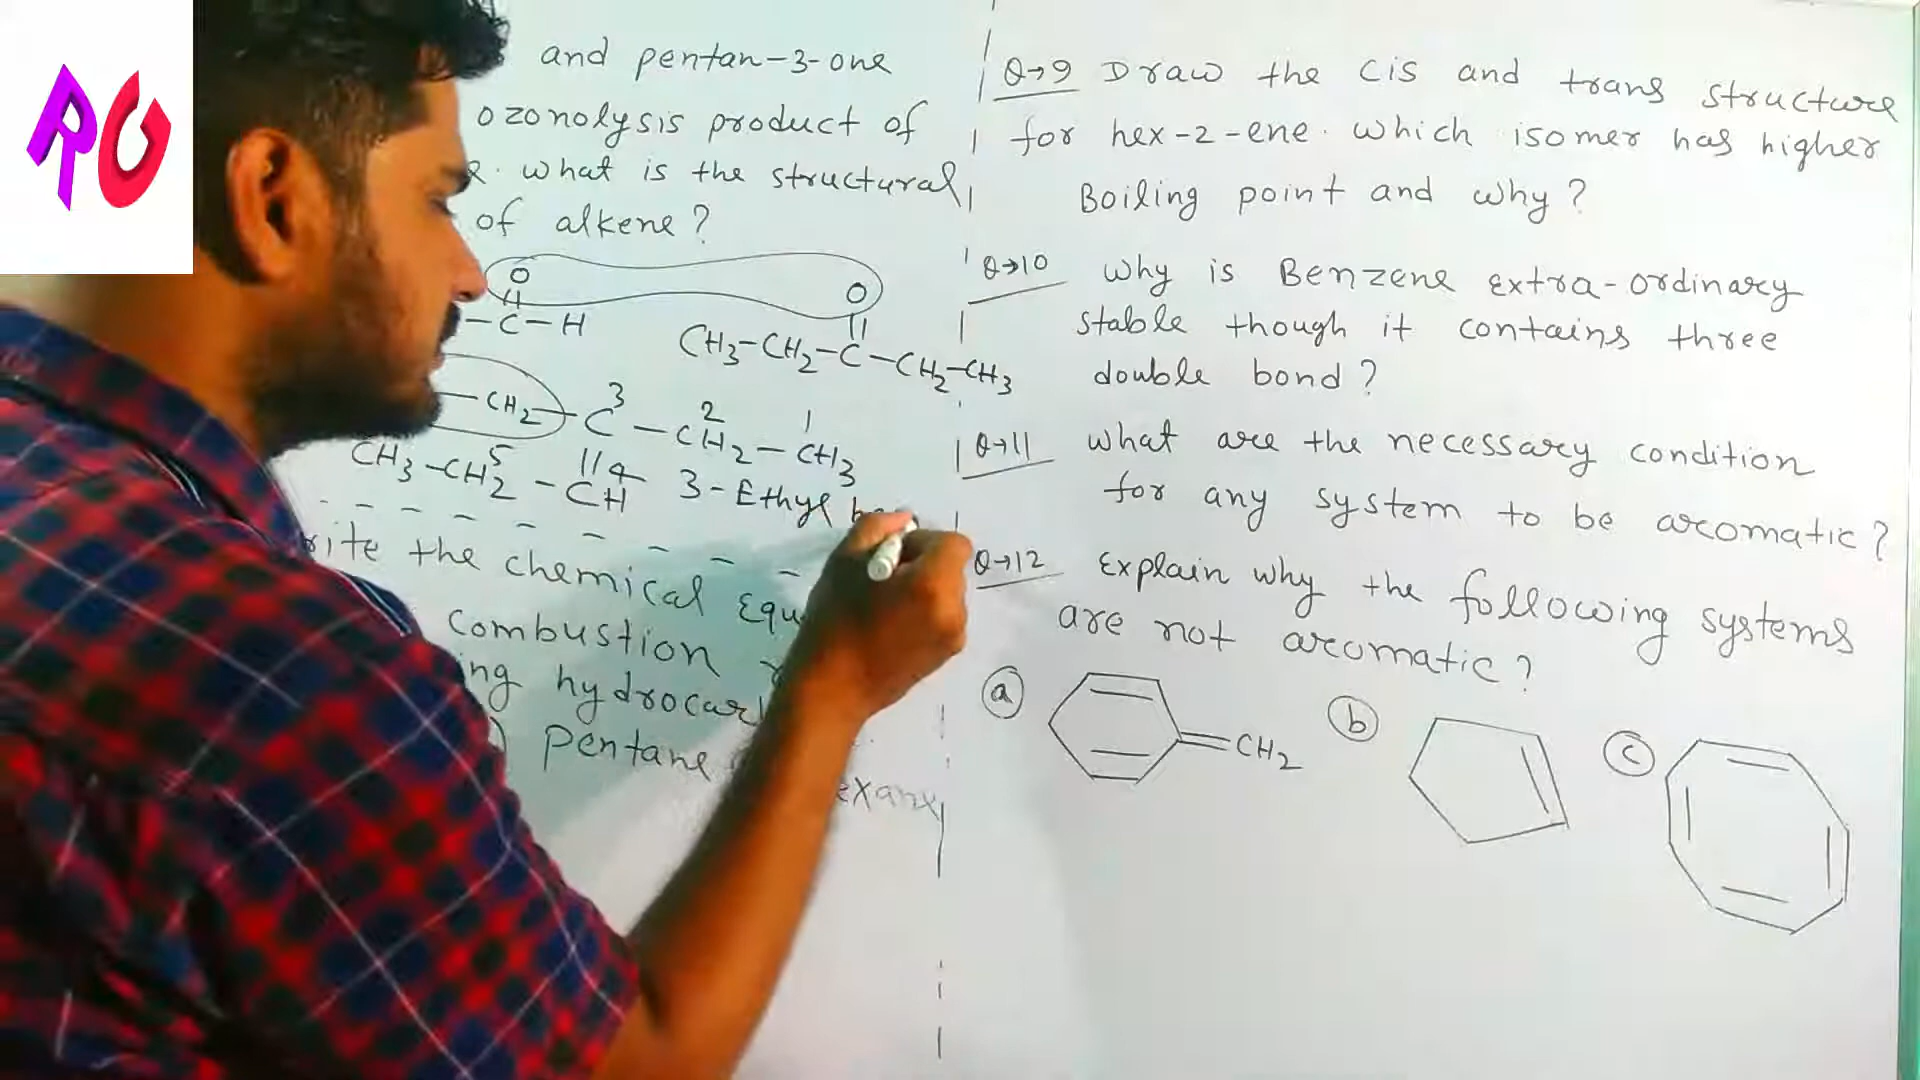 RG
and pentan-3-one
ozonolysis product of
what is the structural
of alkene?
O O
-C-H
CH3-CH2-C-CH2-CH3
-CH2-C3-CH2 2-CH3 1
CH3-CH2 5-CH 4 3-Ethyl
the chemical
combustion
hydrocar
Pentane
Q→9 Draw the cis and trans structure
for hex-2-ene. which isomer has higher
Boiling point and why?
Q→10 Why is Benzene extra-ordinary
stable though it contains three
double bond?
Q→11 What are the necessary condition
for any system to be aromatic?
Q→12 Explain why the following systems
are not aromatic?
a =CH2 b c